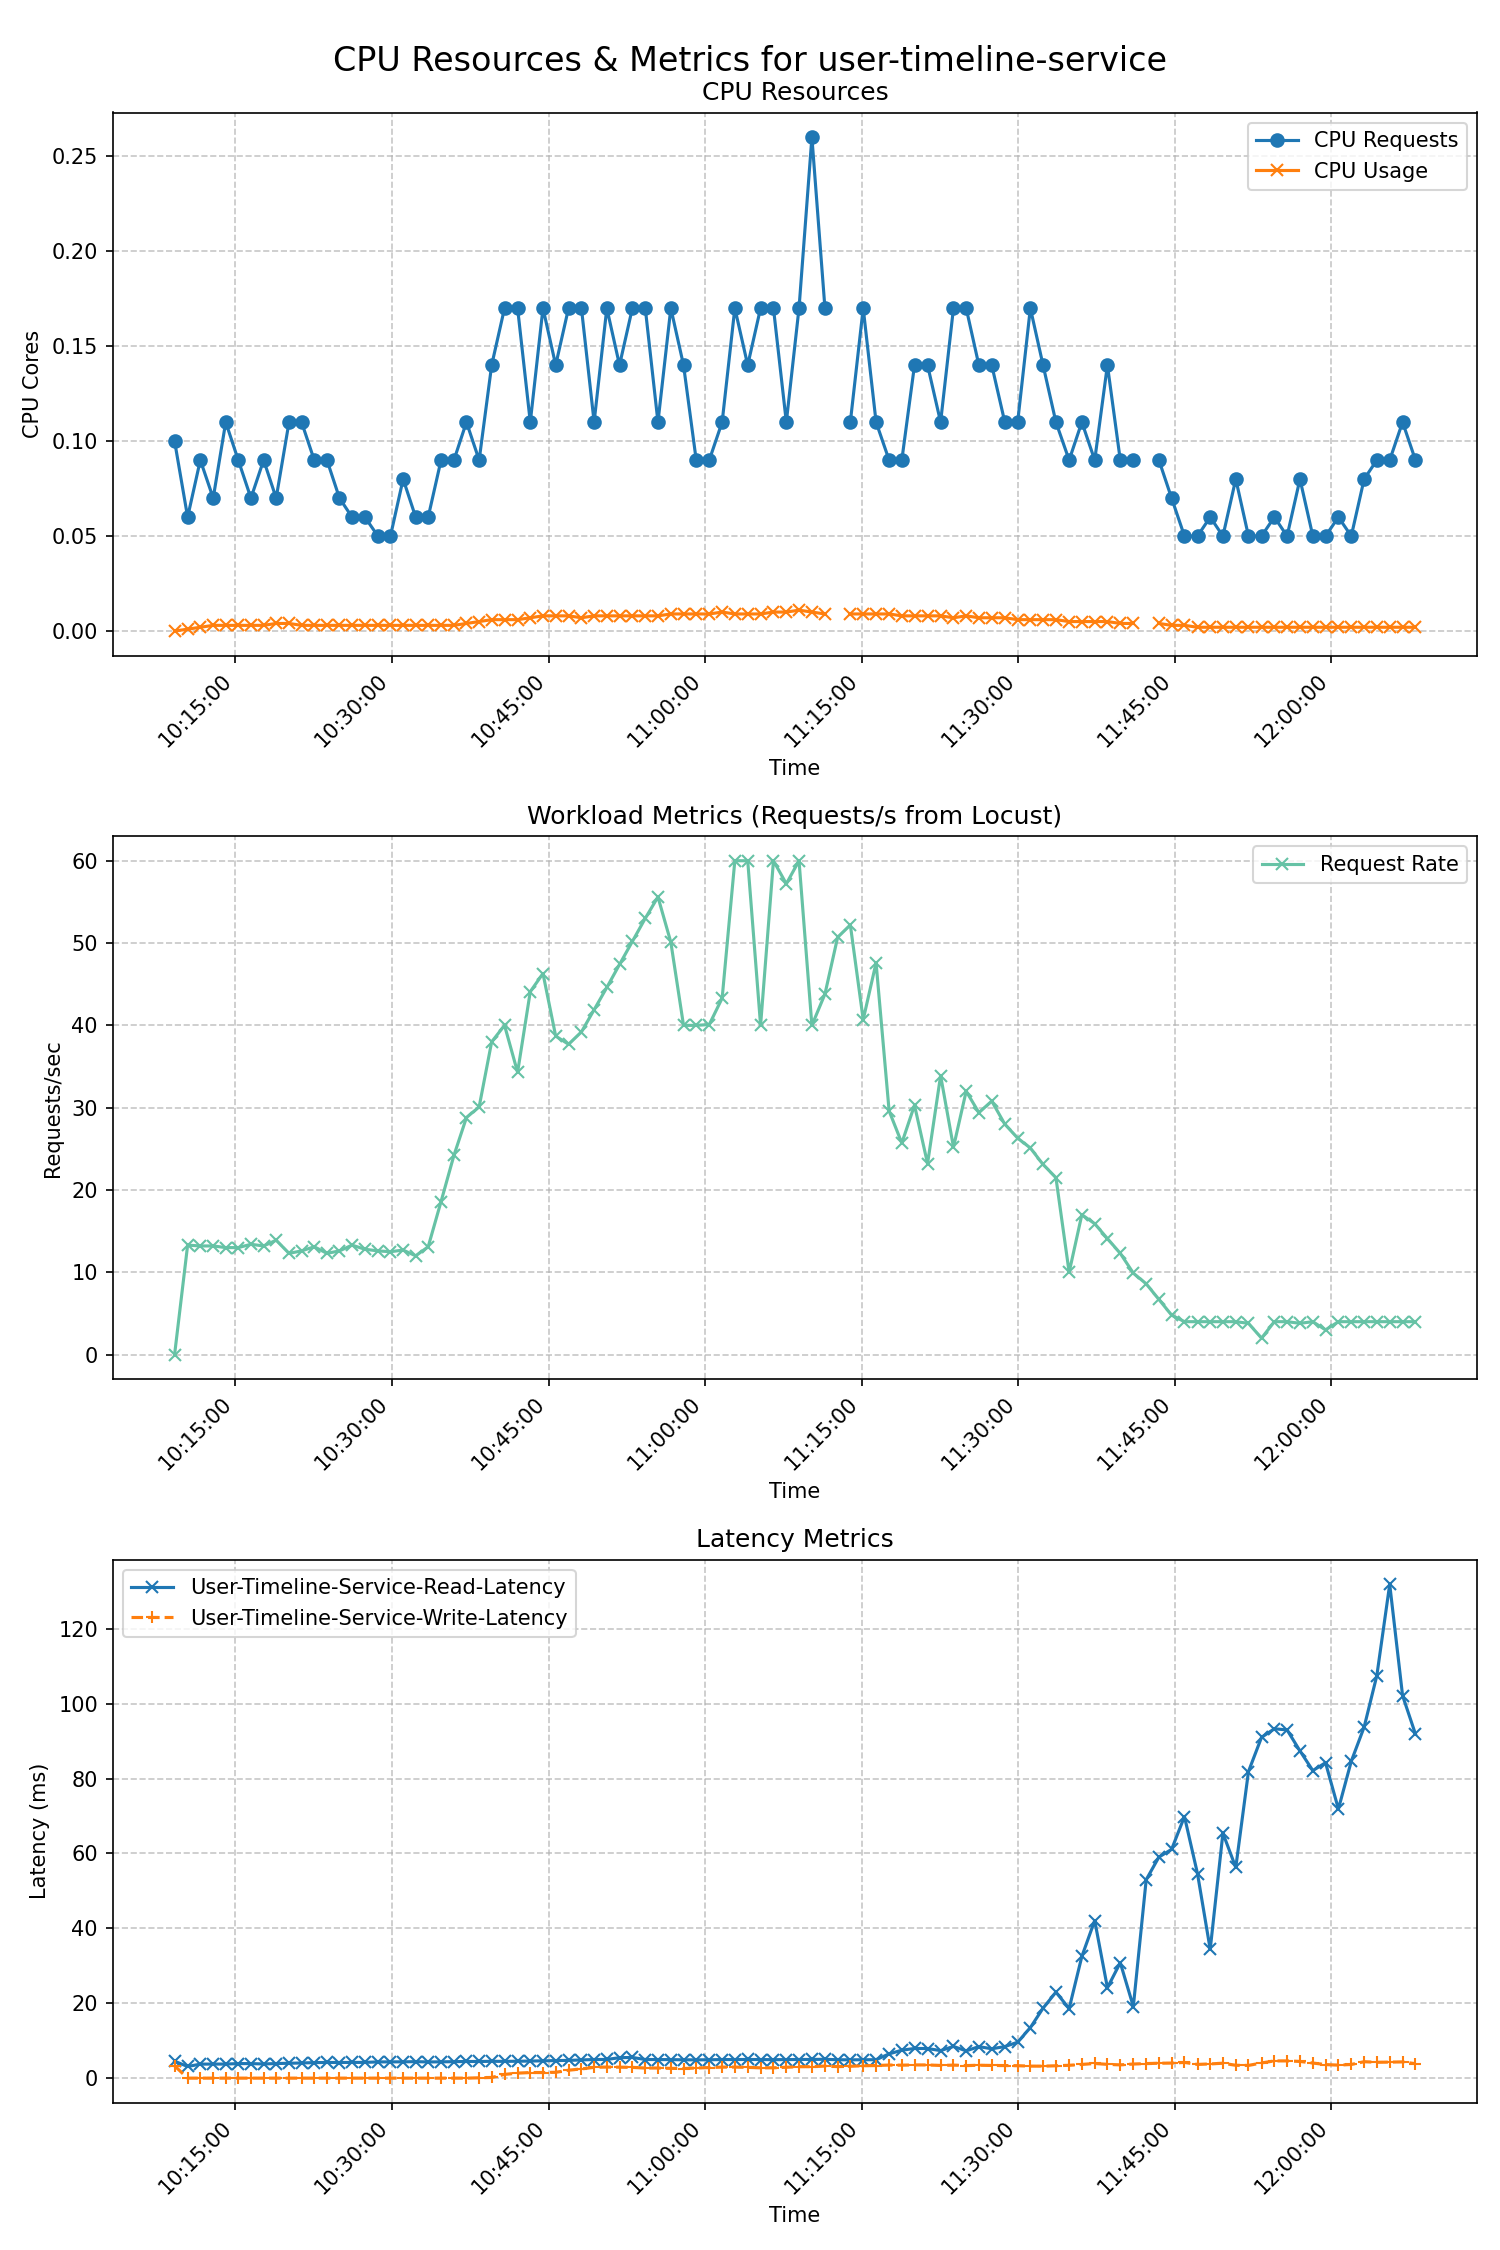 CPU Resources & Metrics for user-timeline-service
CPU Resources
CPU Requests
CPU Usage
0.25
0.20
0.15
0.10
0.05
0.00
CPU Cores
10:15:00
10:30:00
10:45:00
11:00:00
11:15:00
11:30:00
11:45:00
12:00:00
Time
Workload Metrics (Requests/s from Locust)
Request Rate
60
50
40
30
20
10
0
Requests/sec
10:15:00
10:30:00
10:45:00
11:00:00
11:15:00
11:30:00
11:45:00
12:00:00
Time
Latency Metrics
User-Timeline-Service-Read-Latency
User-Timeline-Service-Write-Latency
120
100
80
60
40
20
0
Latency (ms)
10:15:00
10:30:00
10:45:00
11:00:00
11:15:00
11:30:00
11:45:00
12:00:00
Time